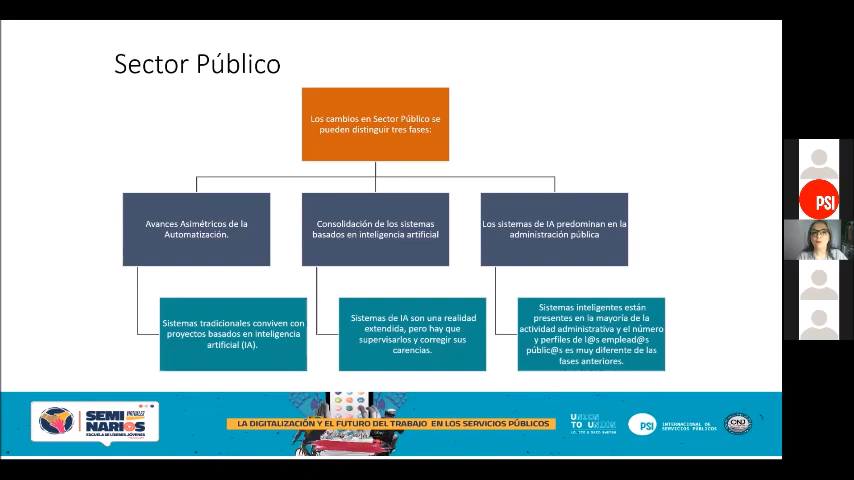 Sector Público
Los cambios en Sector Público se
pueden distinguir tres fases:
Avances Asimétricos de la
Automatización.
Consolidación de los sistemas
basados en inteligencia artificial
Los sistemas de IA predominan en la
administración pública
Sistemas tradicionales conviven con
proyectos basados en inteligencia
artificial (IA).
Sistemas de IA son una realidad
extendida, pero hay que
supervisarlos y corregir sus
carencias.
Sistemas inteligentes están
presentes en la mayoría de la
actividad administrativa y el número
y perfiles de l@s emplead@s
públic@s es muy diferente de las
fases anteriores.
PSI
SEMI
NARIOS
VIRTUALES
ESCUELA DE LÍDERES JÓVENES
LA DIGITALIZACIÓN Y EL FUTURO DEL TRABAJO EN LOS SERVICIOS PÚBLICOS
UNION
TO UNION
PSI
INTERNACIONAL DE
SERVICIOS PÚBLICOS